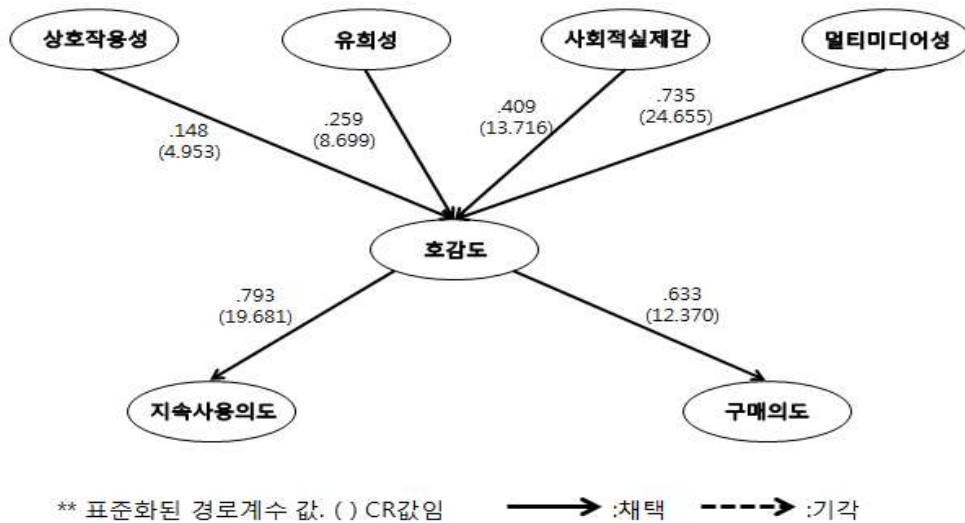 상호작용성
유희성
사회적실제감
멀티미디어성
.148
(4.953)
.259
(8.699)
.409
(13.716)
.735
(24.655)
호감도
.793
(19.681)
.633
(12.370)
지속사용의도
구매의도
** 표준화된 경로계수 값. ( ) CR값임
:채택
:기각